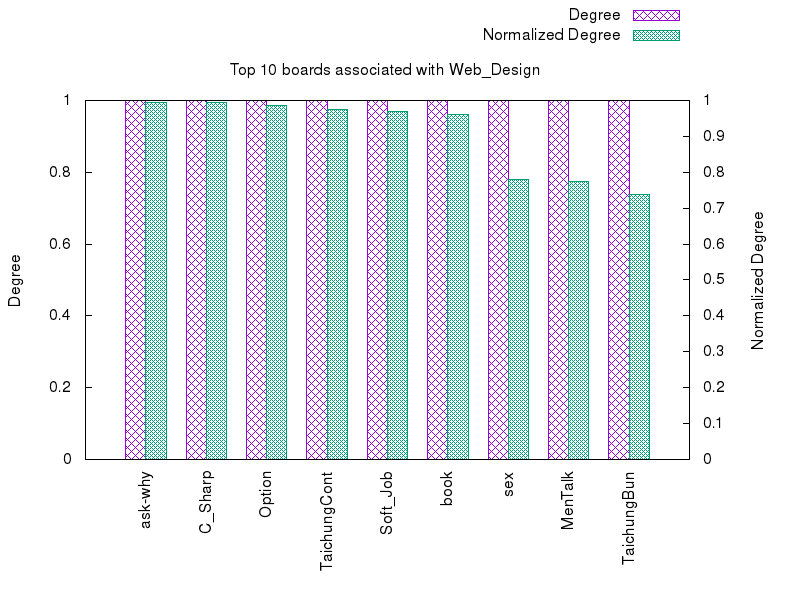 Degree
Normalized Degree
Top 10 boards associated with Web_Design
1
0.8
0.6
0.4
0.2
0
Degree
1
0.9
0.8
0.7
0.6
0.5
0.4
0.3
0.2
0.1
0
Normalized Degree
ask-why
C_Sharp
Option
TaichungCont
Soft_Job
book
sex
MenTalk
TaichungBun